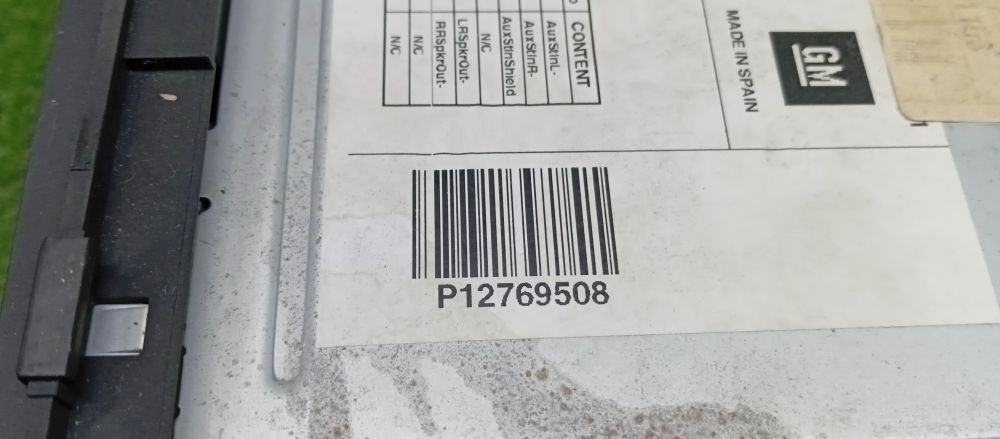 CONTENT
AuxStInL-
AuxStInR-
AuxStInShield
N/C
LRSpkrOut-
RRSpkrOut-
N/C
N/C
MADE IN SPAIN
GM
P12769508